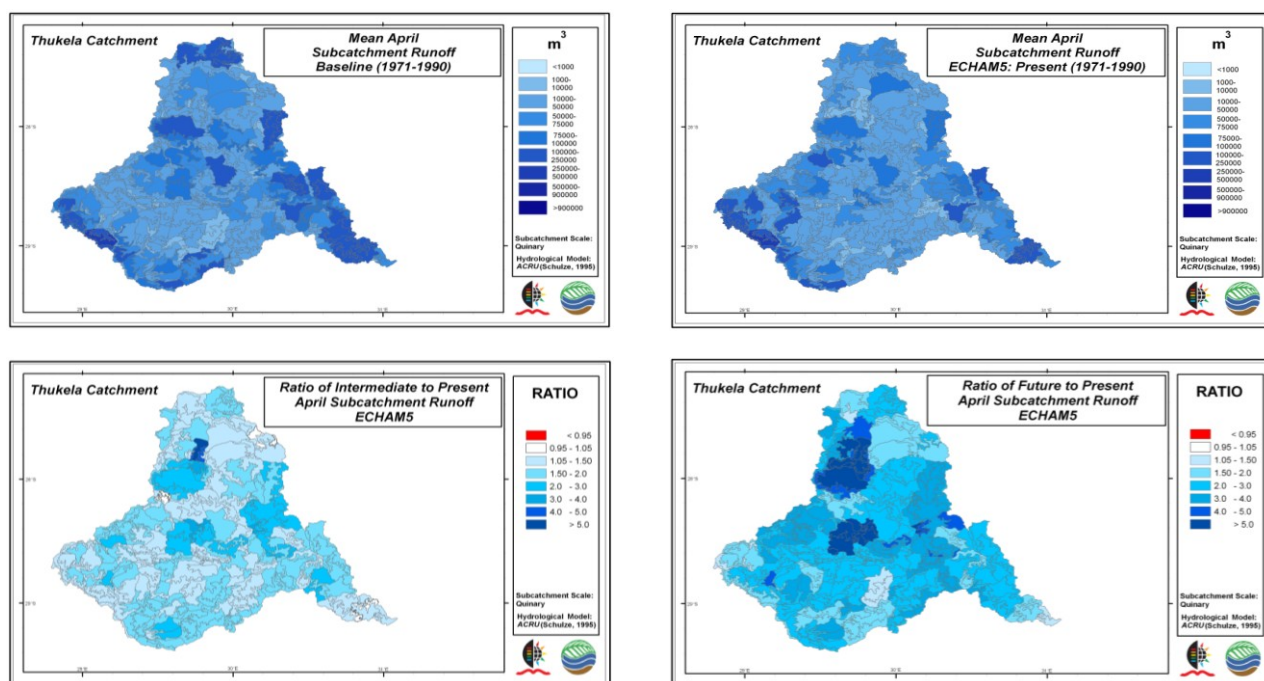 Thukela Catchment
Mean April
Subcatchment Runoff
Baseline (1971-1990)
m3
<1000
1000-
10000
10000-
50000
50000-
75000
75000-
100000
100000-
250000
250000-
500000
500000-
900000
>900000
Subcatchment Scale:
Quinary
Hydrological Model:
ACRU (Schulze, 1995)
Thukela Catchment
Mean April
Subcatchment Runoff
ECHAM5: Present (1971-1990)
m3
<1000
1000-
10000
10000-
50000
50000-
75000
75000-
100000
100000-
250000
250000-
500000
500000-
900000
>900000
Subcatchment Scale:
Quinary
Hydrological Model:
ACRU (Schulze, 1995)
Thukela Catchment
Ratio of Intermediate to Present
April Subcatchment Runoff
ECHAM5
RATIO
< 0.95
0.95 - 1.05
1.05 - 1.50
1.50 - 2.0
2.0 - 3.0
3.0 - 4.0
4.0 - 5.0
> 5.0
Subcatchment Scale:
Quinary
Hydrological Model:
ACRU (Schulze, 1995)
Thukela Catchment
Ratio of Future to Present
April Subcatchment Runoff
ECHAM5
RATIO
< 0.95
0.95 - 1.05
1.05 - 1.50
1.50 - 2.0
2.0 - 3.0
3.0 - 4.0
4.0 - 5.0
> 5.0
Subcatchment Scale:
Quinary
Hydrological Model:
ACRU (Schulze, 1995)